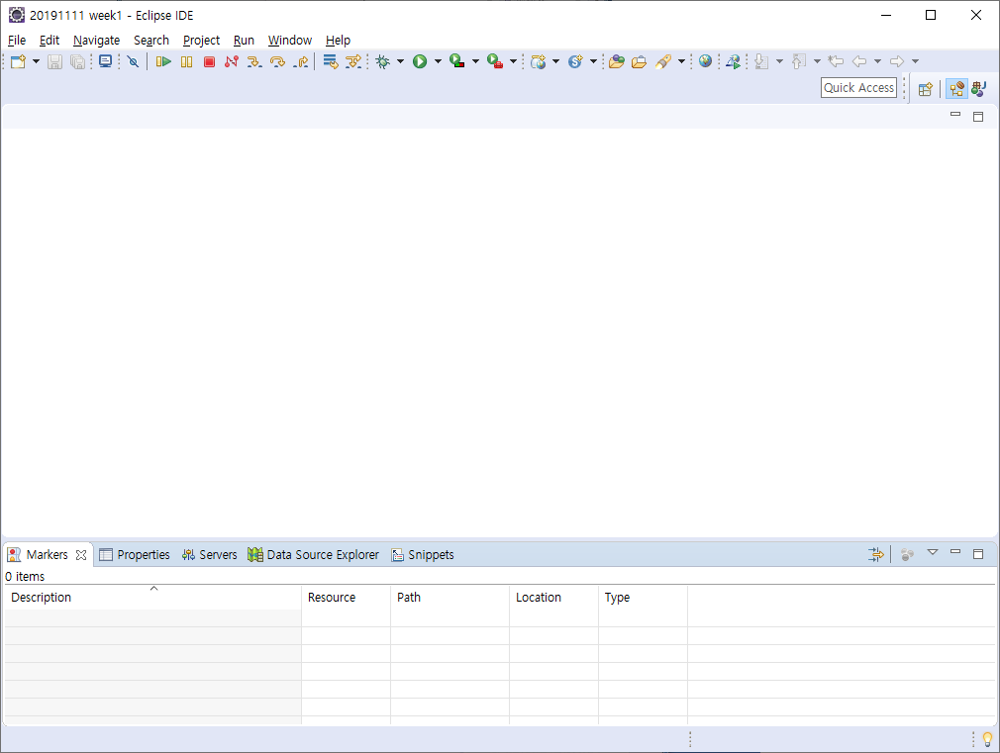 20191111 week1 - Eclipse IDE
File Edit Navigate Search Project Run Window Help
Quick Access
Markers Properties Servers Data Source Explorer Snippets
0 items
Description Resource Path Location Type